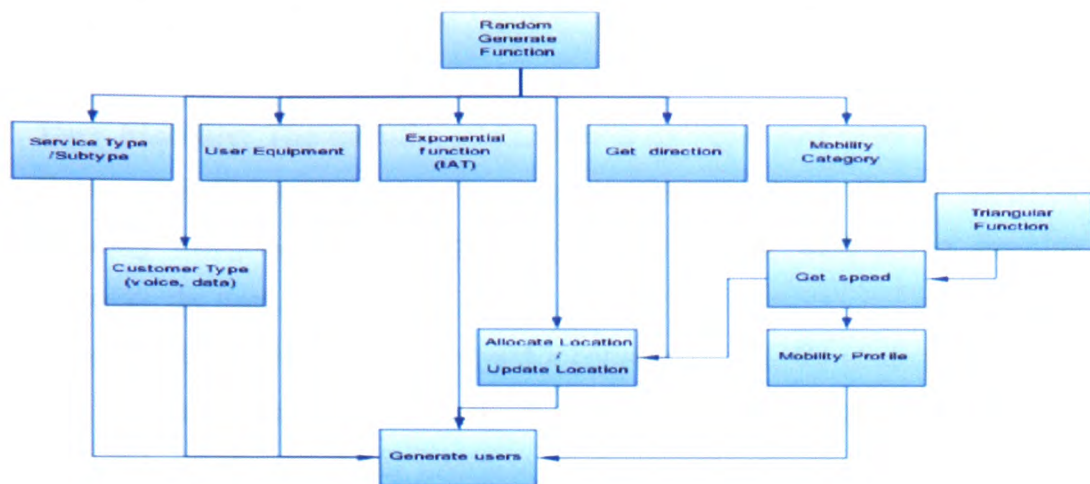 Random
Generate
Function
Service Type
/Subtype
User Equipment
Exponential
function
(IAT)
Get direction
Mobility
Category
Triangular
Function
Customer Type
(voice, data)
Get speed
Allocate Location
/
Update Location
Mobility Profile
Generate users